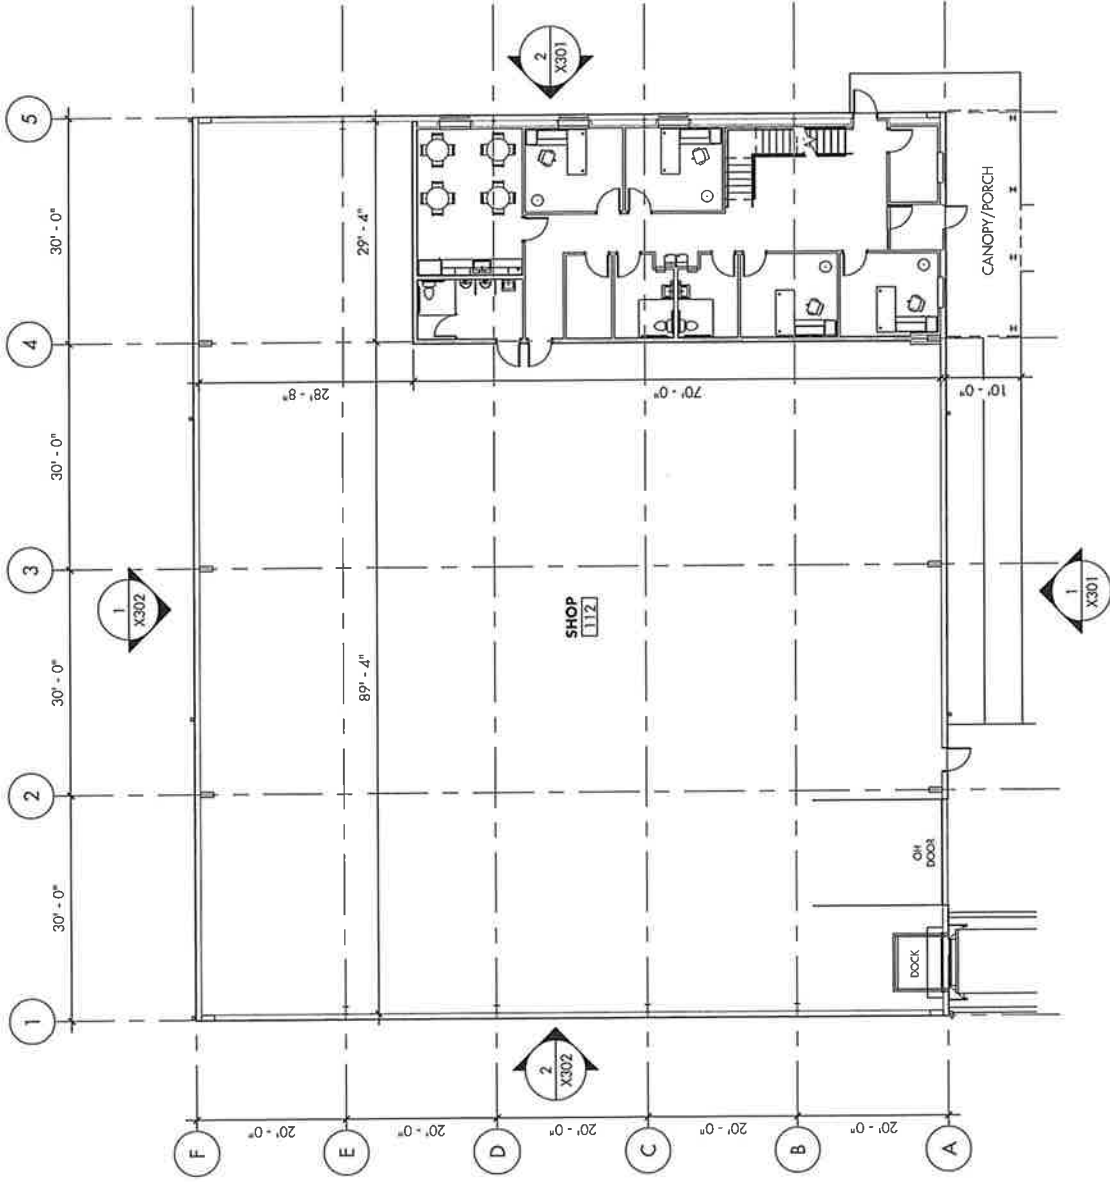 5
4
3
2
1
30' - 0"
30' - 0"
30' - 0"
30' - 0"
2
X301
1
X302
29' - 4"
89' - 4"
28' - 8"
70' - 0"
10' - 0"
CANOPY/PORCH
H
H
H
H
SHOP
112
1
X301
OH
DOOR
DOCK
2
X302
20' - 0"
20' - 0"
20' - 0"
20' - 0"
20' - 0"
F
E
D
C
B
A